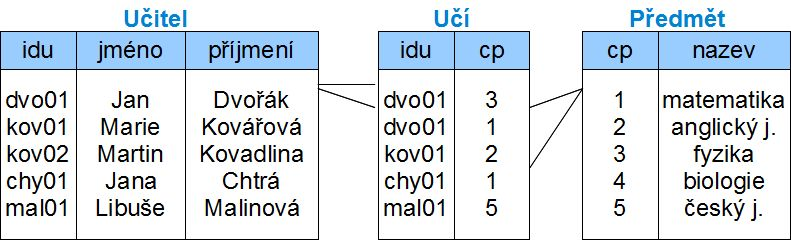 Učitel Učí Předmět
idu jméno příjmení idu cp cp nazev
dvo01 Jan Dvořák dvo01 3 1 matematika
kov01 Marie Kovářová dvo01 1 2 anglický j.
kov02 Martin Kovadlina kov01 2 3 fyzika
chy01 Jana Chtrá chy01 1 4 biologie
mal01 Libuše Malinová mal01 5 5 český j.